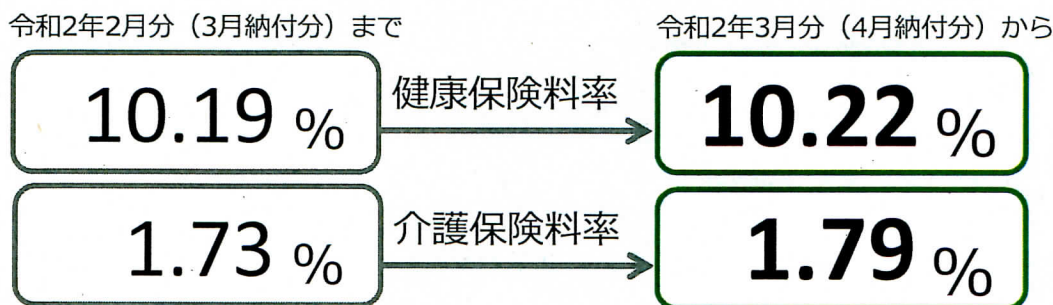 令和2年2月分（3月納付分）まで
令和2年3月分（4月納付分）から
10.19 %
健康保険料率
10.22 %
1.73 %
介護保険料率
1.79 %